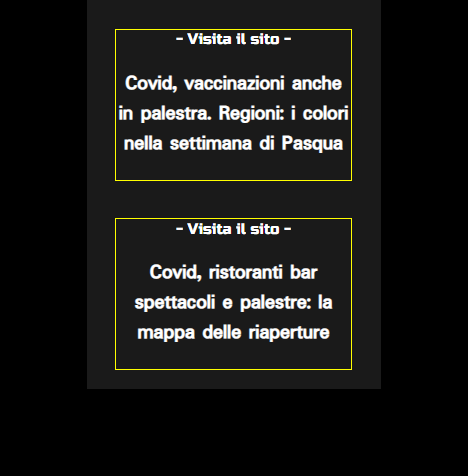 - Visita il sito -
Covid, vaccinazioni anche
in palestra. Regioni: i colori
nella settimana di Pasqua
- Visita il sito -
Covid, ristoranti bar
spettacoli e palestre: la
mappa delle riaperture